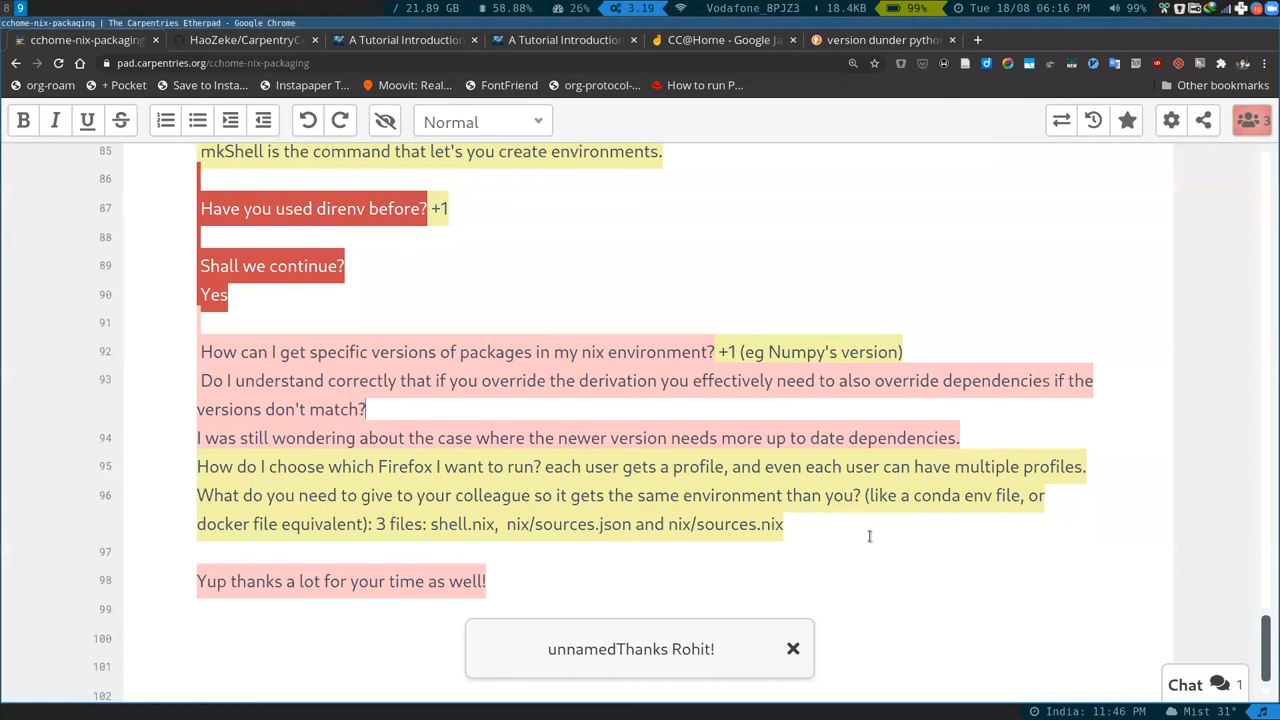 8 9 / 21.89 GB 58.88% 26% 3.19 Vodafone_8PJZ3 18.4KB 99% Tue 18/08 06:16 PM 99%
cchome-nix-packaging | The Carpentries Etherpad - Google Chrome
cchome-nix-packaging × HaoZeke/CarpentryCo × A Tutorial Introduction × A Tutorial Introduction × CC@Home - Google Ja × version dunder python × +
pad.carpentries.org/cchome-nix-packaging
org-roam + Pocket Save to Insta... Instapaper T... Moovit: Real... FontFriend org-protocol-... How to run P... Other bookmarks
B I U S Normal 3
85 mkShell is the command that let's you create environments.
86
87 Have you used direnv before? +1
88
89 Shall we continue?
90 Yes
91
92 How can I get specific versions of packages in my nix environment? +1 (eg Numpy's version)
93 Do I understand correctly that if you override the derivation you effectively need to also override dependencies if the
versions don't match?
94 I was still wondering about the case where the newer version needs more up to date dependencies.
95 How do I choose which Firefox I want to run? each user gets a profile, and even each user can have multiple profiles.
96 What do you need to give to your colleague so it gets the same environment than you? (like a conda env file, or
docker file equivalent): 3 files: shell.nix, nix/sources.json and nix/sources.nix
97
98 Yup thanks a lot for your time as well!
99
100
101
102
unnamedThanks Rohit!
Chat 1
India: 11:46 PM Mist 31°